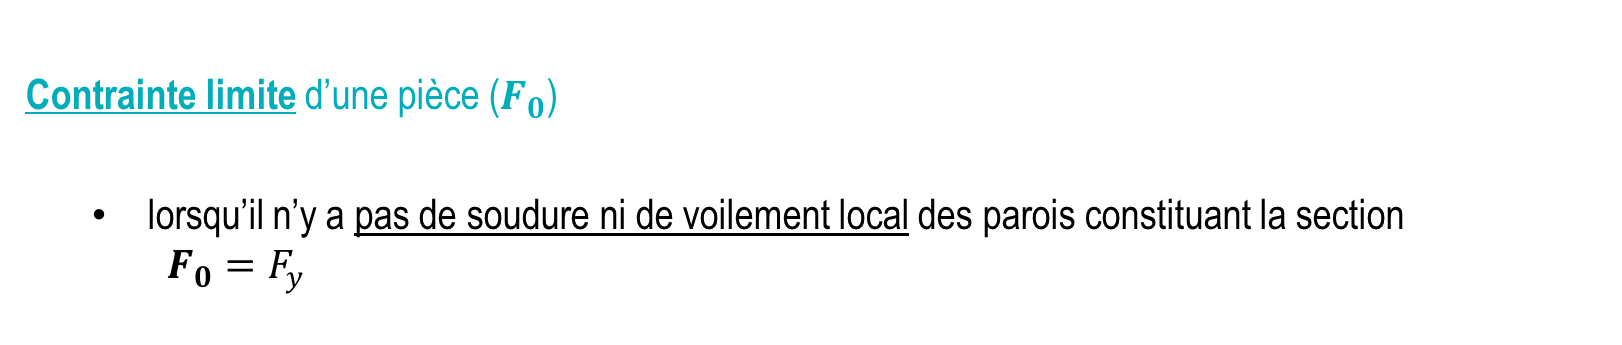 Contrainte limite d’une pièce (F₀)
• lorsqu’il n’y a pas de soudure ni de voilement local des parois constituant la section
F₀ = F_y